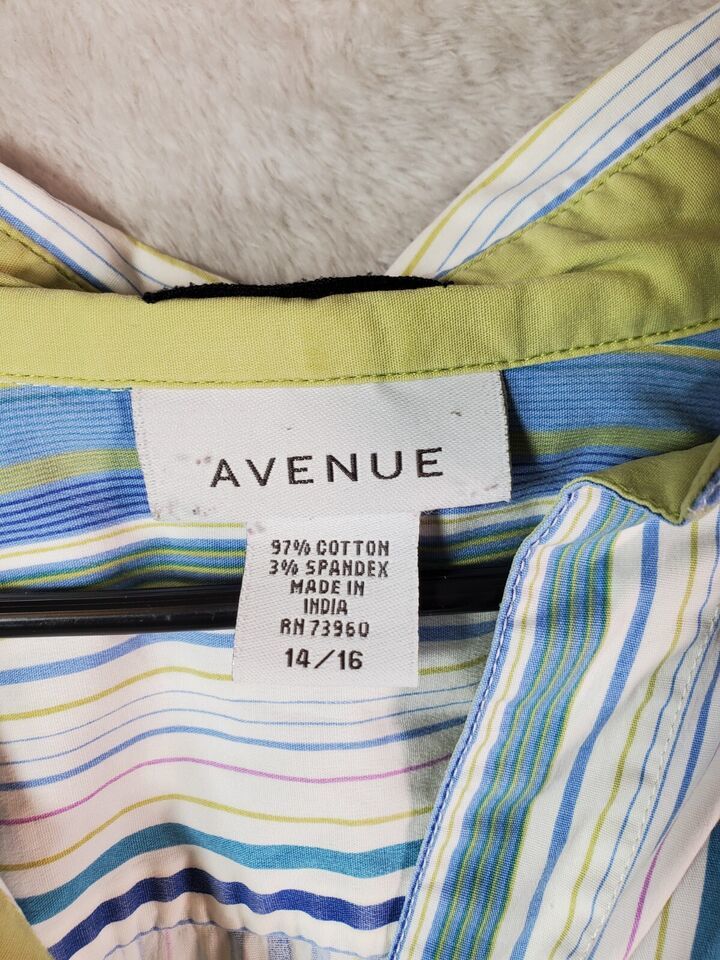 AVENUE
97% COTTON
3% SPANDEX
MADE IN
INDIA
RN 73960
14/16